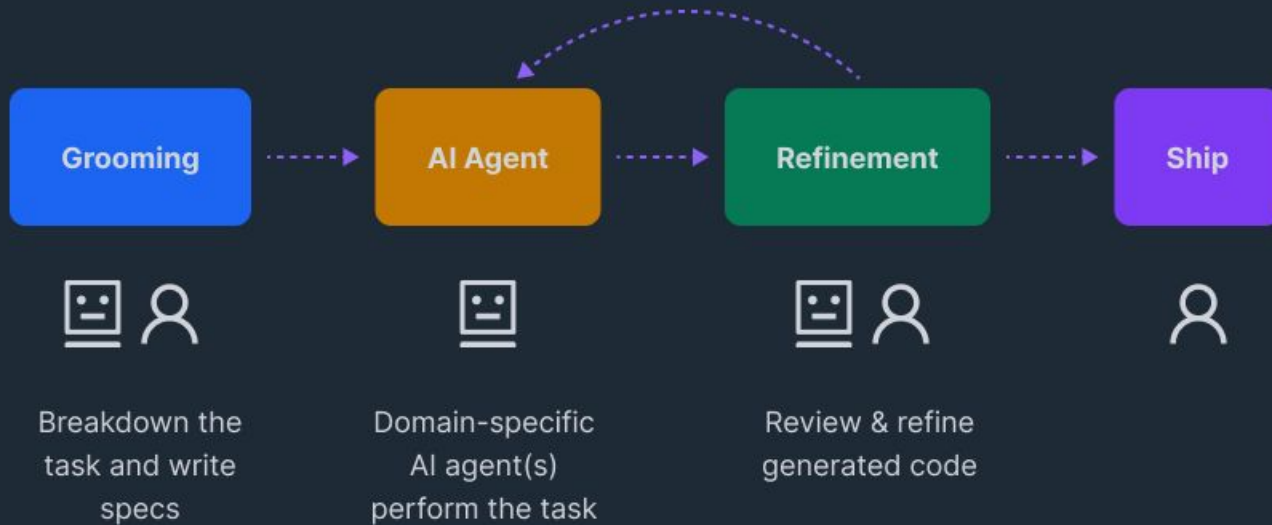 Grooming
AI Agent
Refinement
Ship
Breakdown the
task and write
specs
Domain-specific
AI agent(s)
perform the task
Review & refine
generated code